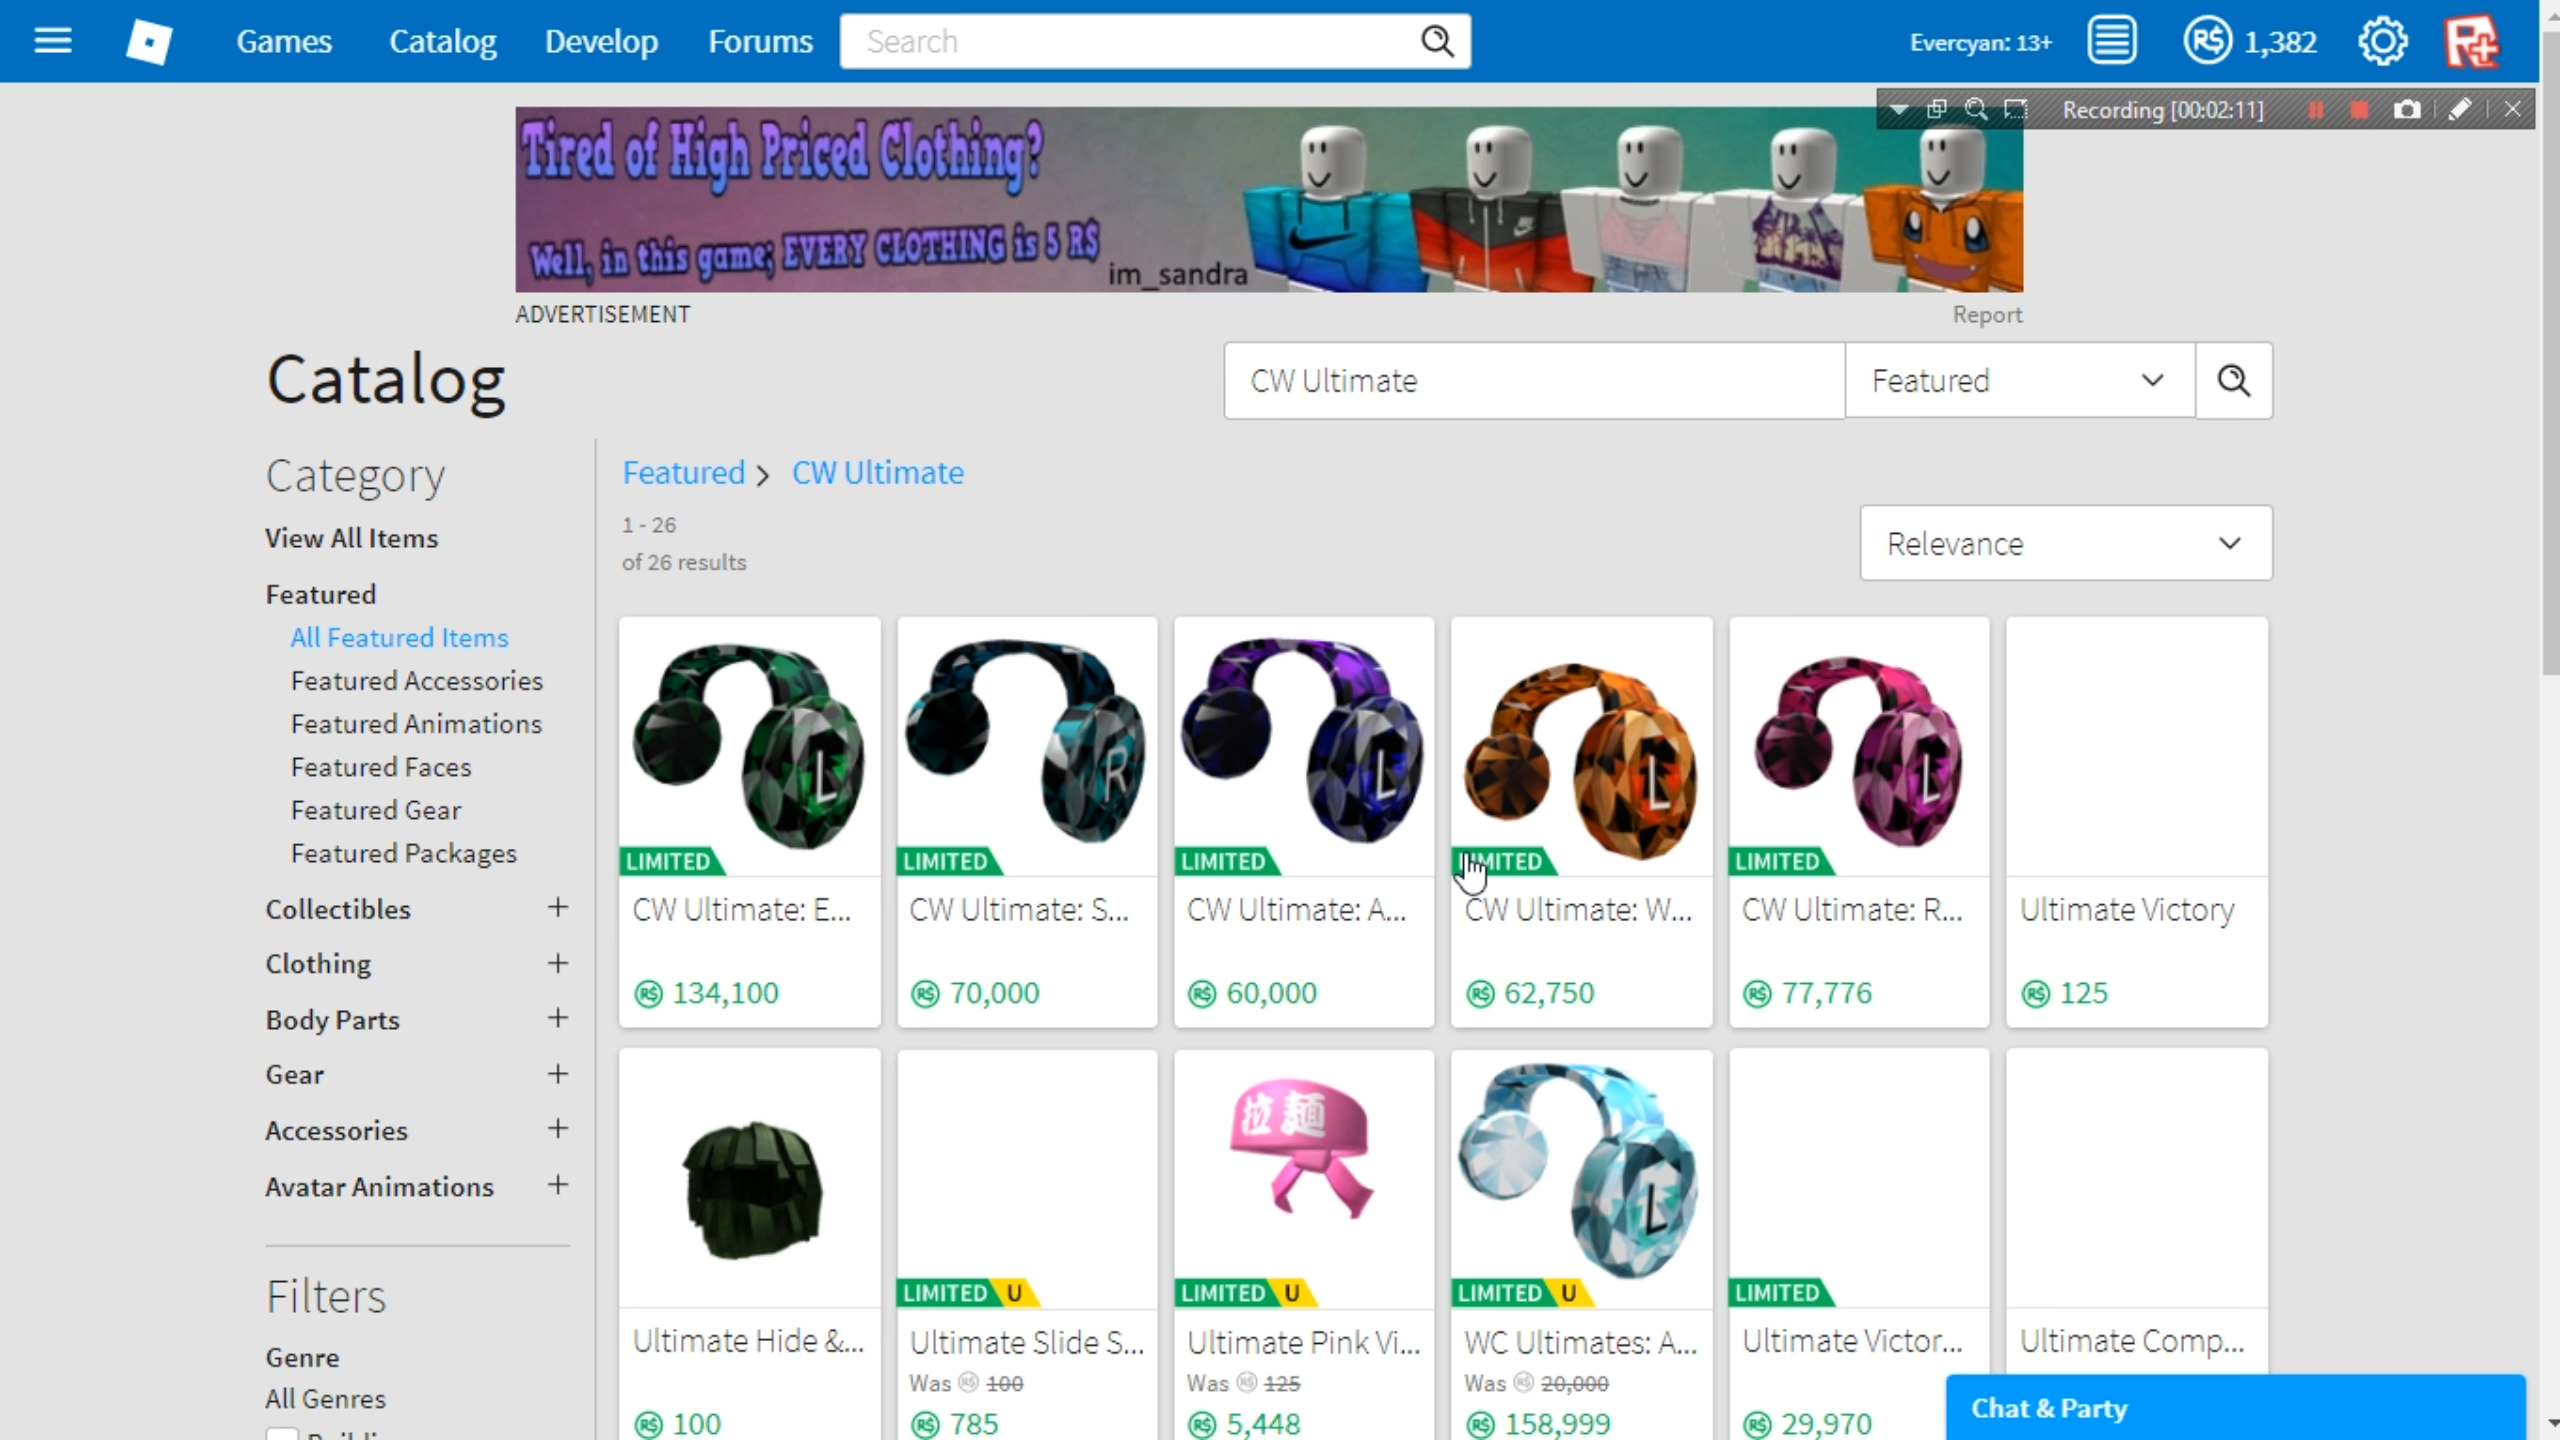 Games
Catalog
Develop
Forums
Search
Evercyan: 13+
R$ 1,382
Recording [00:02:11]
Tired of High Priced Clothing?
Well, in this game; EVERY CLOTHING is 5 R$
im_sandra
ADVERTISEMENT
Report
Catalog
CW Ultimate
Featured
Category
View All Items
Featured
All Featured Items
Featured Accessories
Featured Animations
Featured Faces
Featured Gear
Featured Packages
Collectibles +
Clothing +
Body Parts +
Gear +
Accessories +
Avatar Animations +
Filters
Genre
All Genres
Featured > CW Ultimate
1 - 26
of 26 results
Relevance
L
R
L
L
L
LIMITED
LIMITED
LIMITED
LIMITED
LIMITED
CW Ultimate: E...
CW Ultimate: S...
CW Ultimate: A...
CW Ultimate: W...
CW Ultimate: R...
Ultimate Victory
R$ 134,100
R$ 70,000
R$ 60,000
R$ 62,750
R$ 77,776
R$ 125
拉麺
L
LIMITED U
LIMITED U
LIMITED U
LIMITED
Ultimate Hide &...
Ultimate Slide S...
Ultimate Pink Vi...
WC Ultimates: A...
Ultimate Victor...
Ultimate Comp...
Was R$ 100
Was R$ 125
Was R$ 20,000
R$ 100
R$ 785
R$ 5,448
R$ 158,999
R$ 29,970
Chat & Party